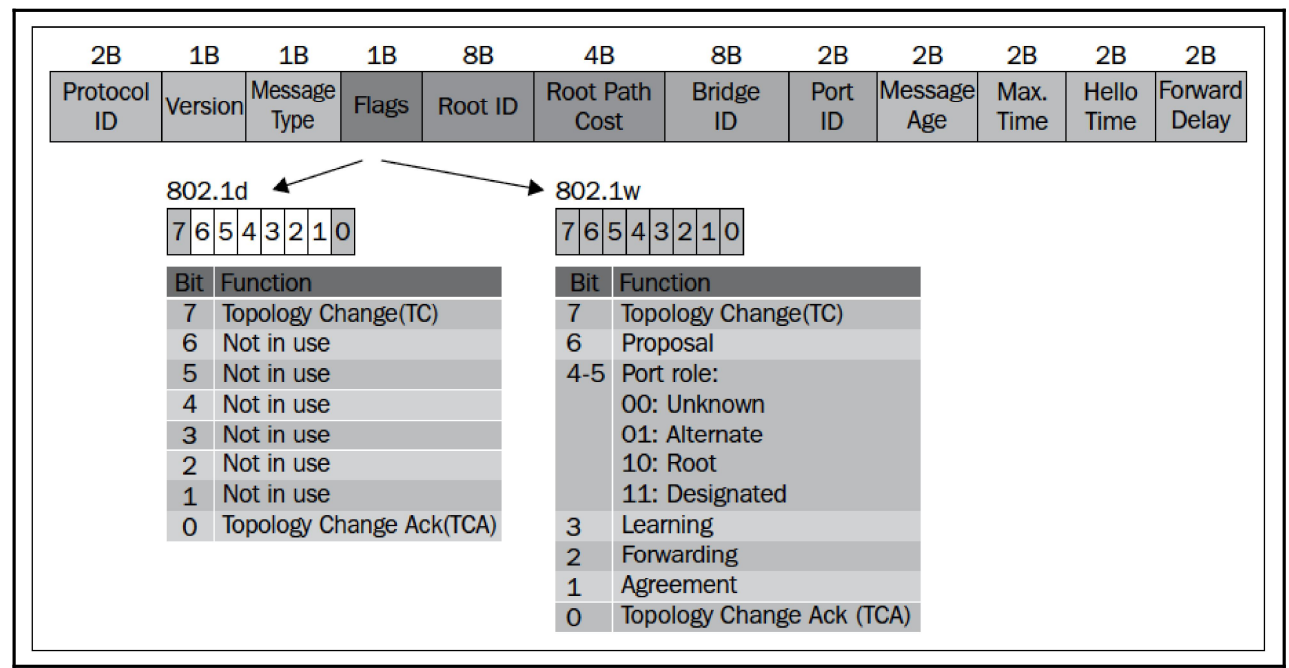 2B 1B 1B 1B 8B 4B 8B 2B 2B 2B 2B 2B
Protocol ID Version Message Type Flags Root ID Root Path Cost Bridge ID Port ID Message Age Max. Time Hello Time Forward Delay
802.1d
7 6 5 4 3 2 1 0
Bit Function
7 Topology Change(TC)
6 Not in use
5 Not in use
4 Not in use
3 Not in use
2 Not in use
1 Not in use
0 Topology Change Ack(TCA)
802.1w
7 6 5 4 3 2 1 0
Bit Function
7 Topology Change(TC)
6 Proposal
4-5 Port role:
00: Unknown
01: Alternate
10: Root
11: Designated
3 Learning
2 Forwarding
1 Agreement
0 Topology Change Ack (TCA)